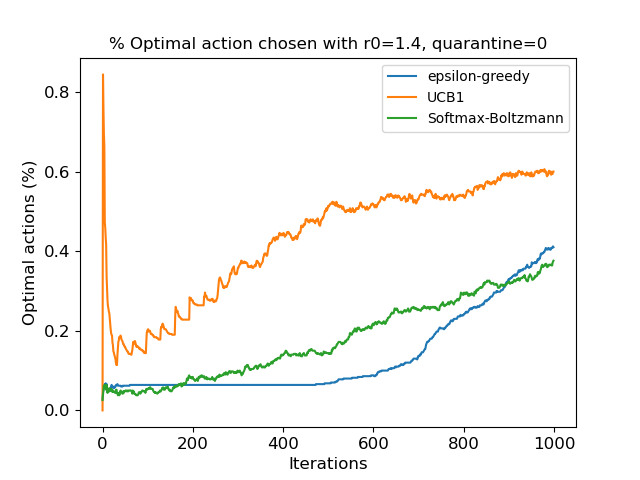 % Optimal action chosen with r0=1.4, quarantine=0
epsilon-greedy
UCB1
Softmax-Boltzmann
Optimal actions (%)
0.8
0.6
0.4
0.2
0.0
0 200 400 600 800 1000
Iterations